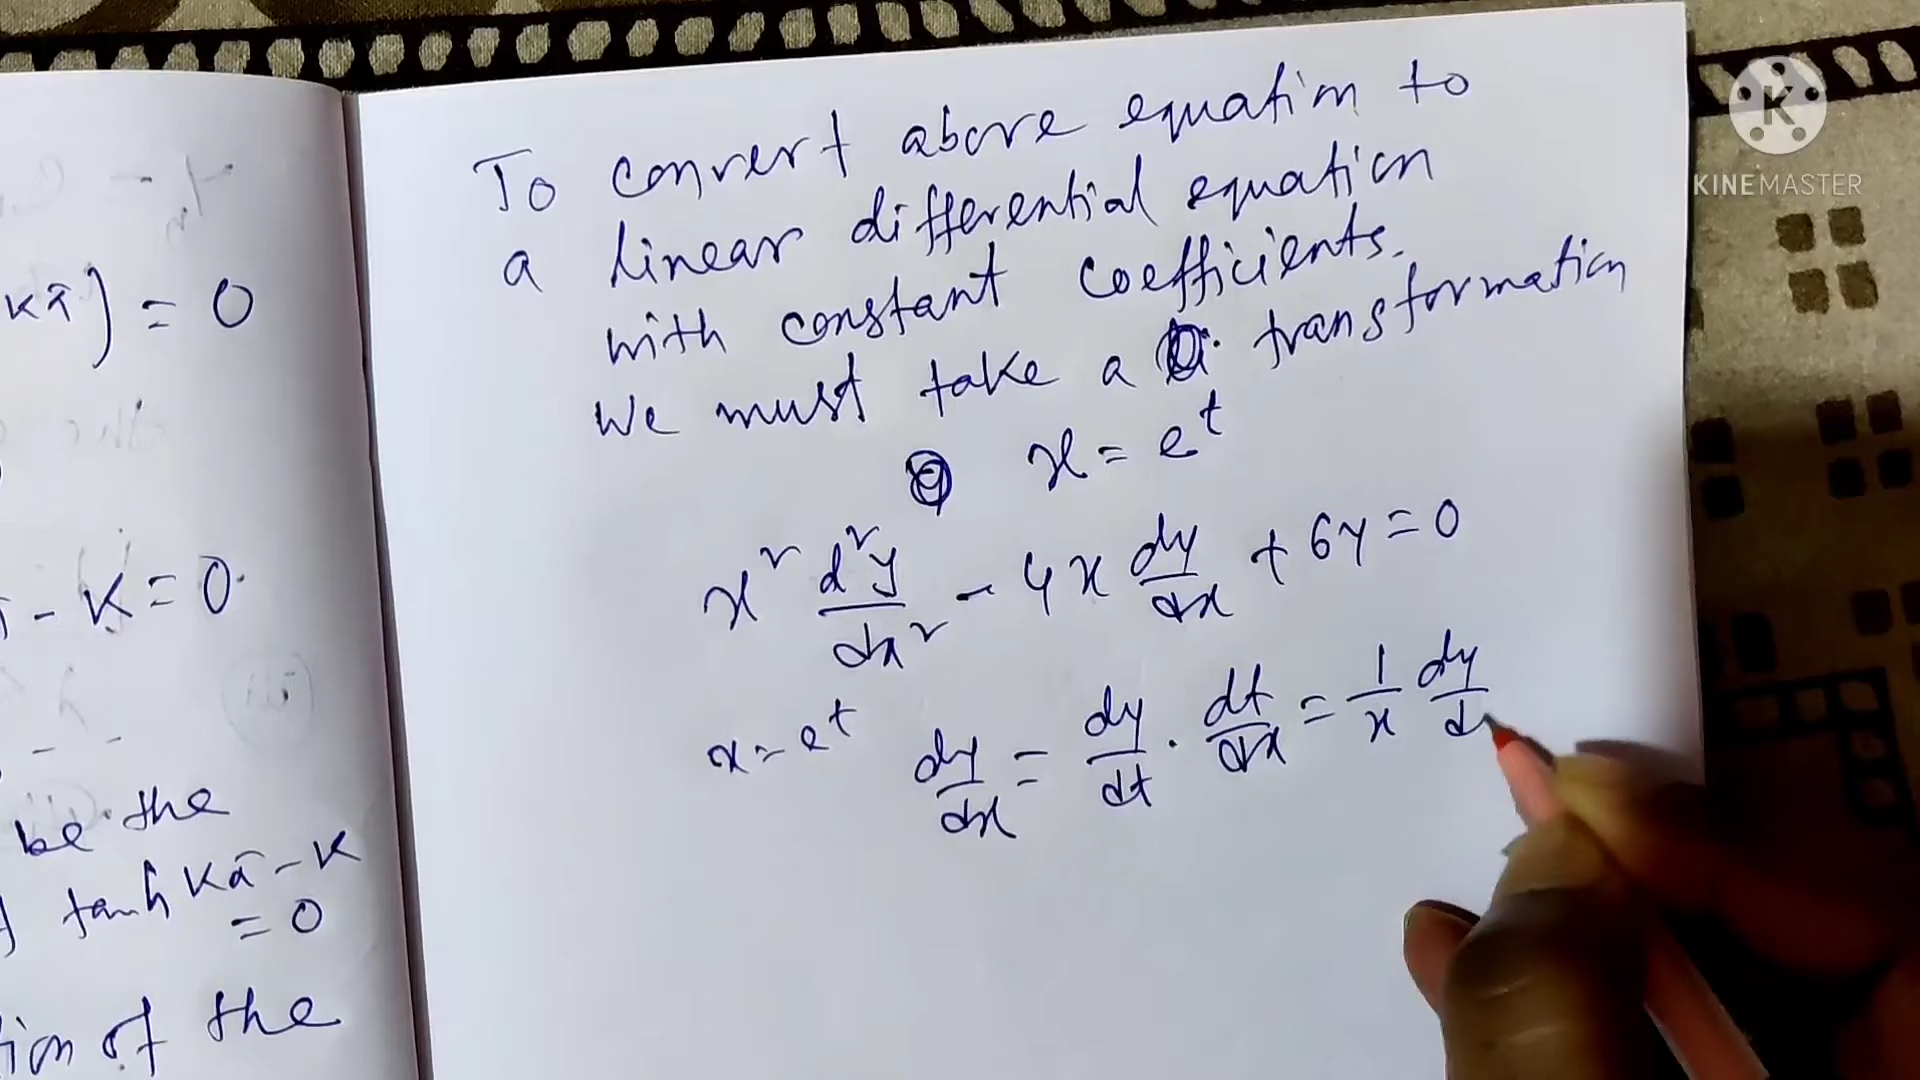 kā) = 0
- K = 0.
be the
tanh Kā - K
= 0
of the
To convert above equation to
a linear differential equation
with constant coefficients.
We must take a transformation
x = e^t
x² d²y/dx² - 4x dy/dx + 6y = 0
x = e^t dy/dx = dy/dt . dt/dx = 1/x dy/d
KINEMASTER